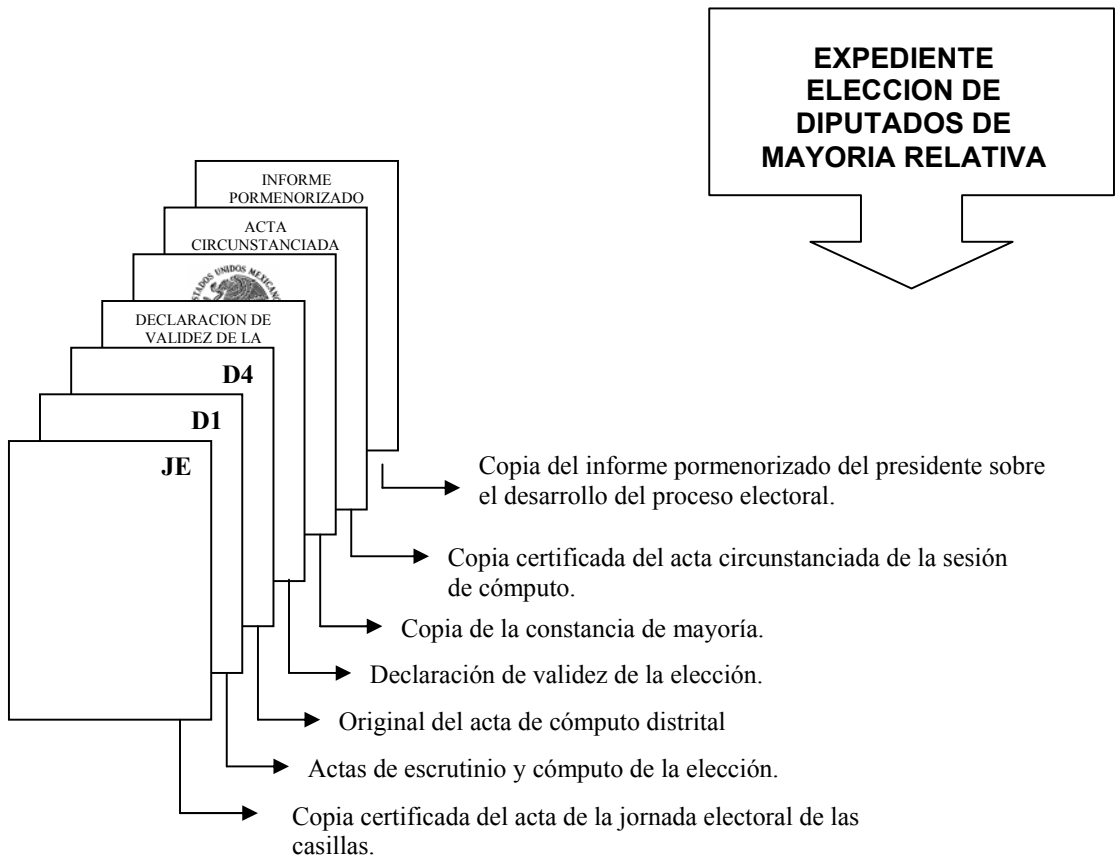 EXPEDIENTE
ELECCION DE
DIPUTADOS DE
MAYORIA RELATIVA
INFORME
PORMENORIZADO
ACTA
CIRCUNSTANCIADA
ESTADOS UNIDOS MEXICANOS
DECLARACION DE
VALIDEZ DE LA
D4
D1
JE
Copia del informe pormenorizado del presidente sobre
el desarrollo del proceso electoral.
Copia certificada del acta circunstanciada de la sesión
de cómputo.
Copia de la constancia de mayoría.
Declaración de validez de la elección.
Original del acta de cómputo distrital
Actas de escrutinio y cómputo de la elección.
Copia certificada del acta de la jornada electoral de las
casillas.